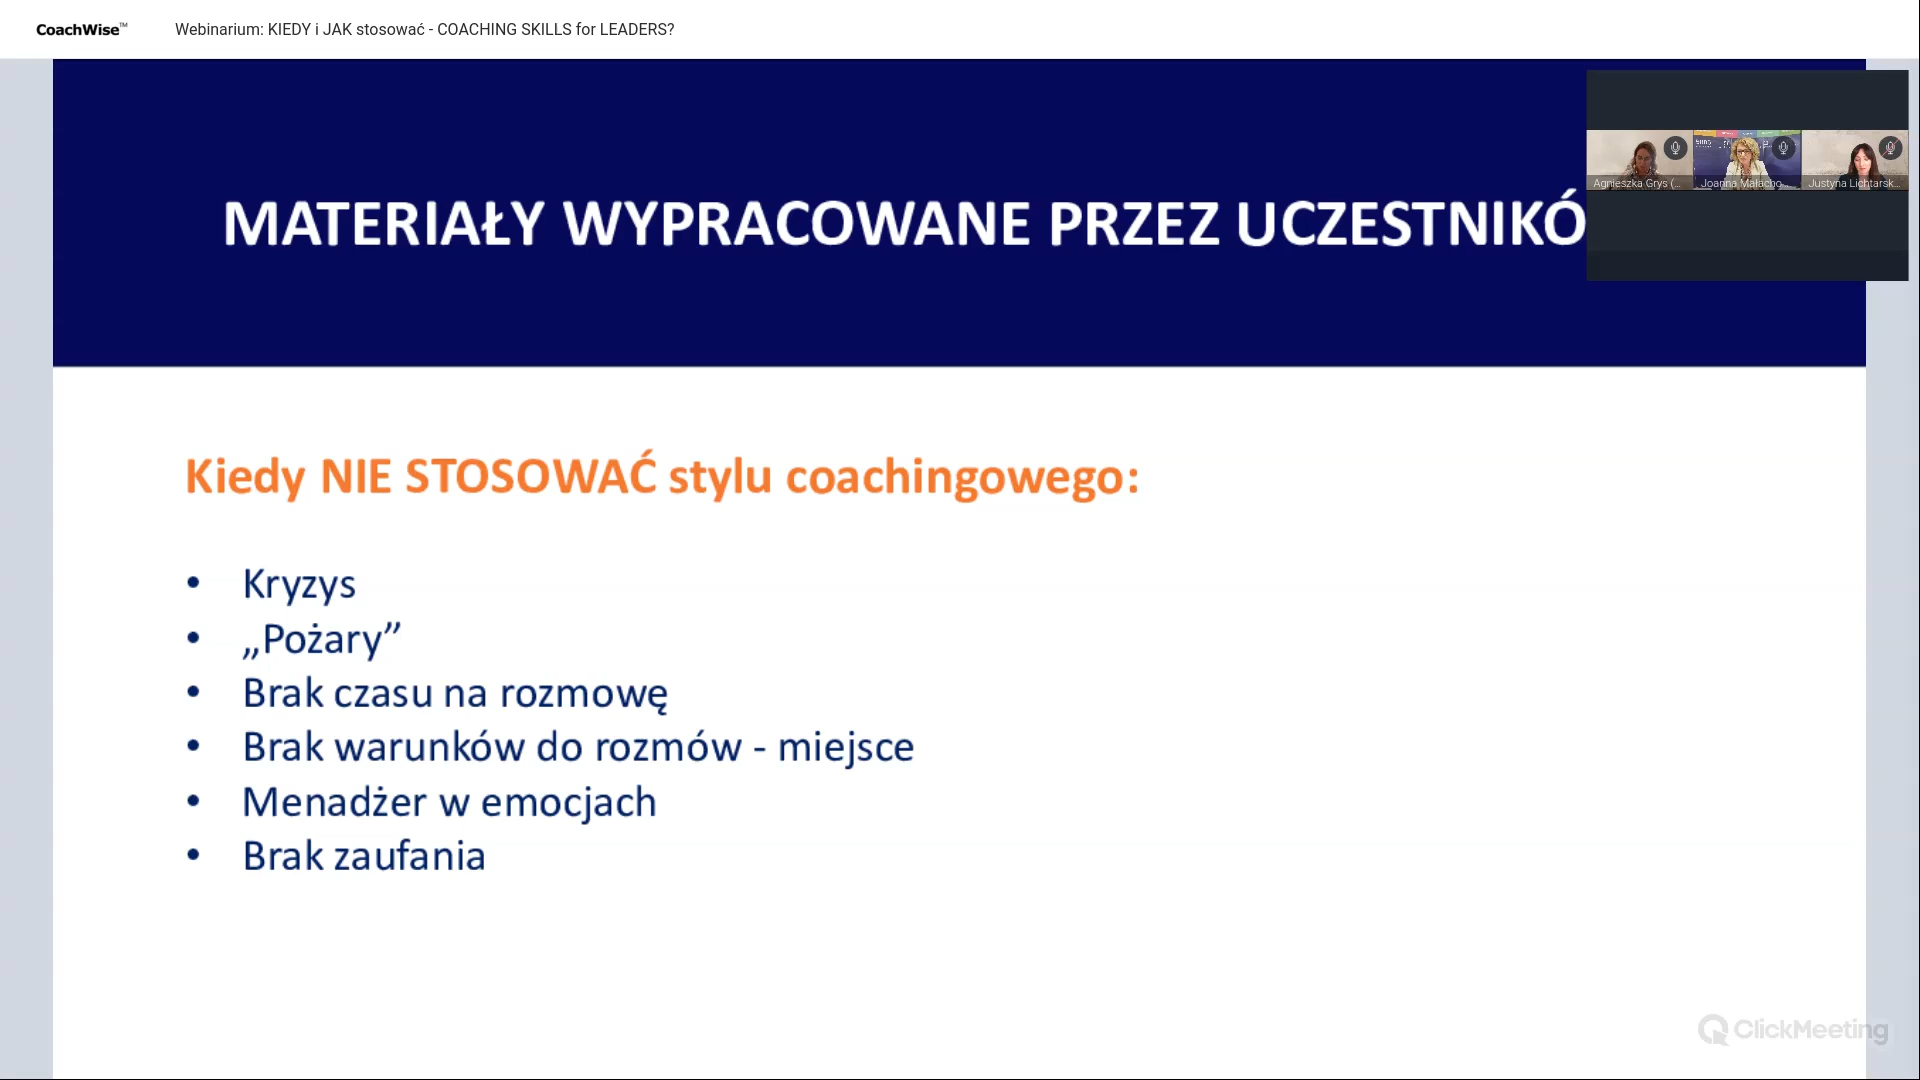 CoachWise™
Webinarium: KIEDY i JAK stosować - COACHING SKILLS for LEADERS?
MATERIAŁY WYPRACOWANE PRZEZ UCZESTNIKÓ
Agnieszka Grys (...
Joanna Małacho...
Justyna Lichtarsk...
Kiedy NIE STOSOWAĆ stylu coachingowego:
• Kryzys
• „Pożary”
• Brak czasu na rozmowę
• Brak warunków do rozmów - miejsce
• Menadżer w emocjach
• Brak zaufania
ClickMeeting